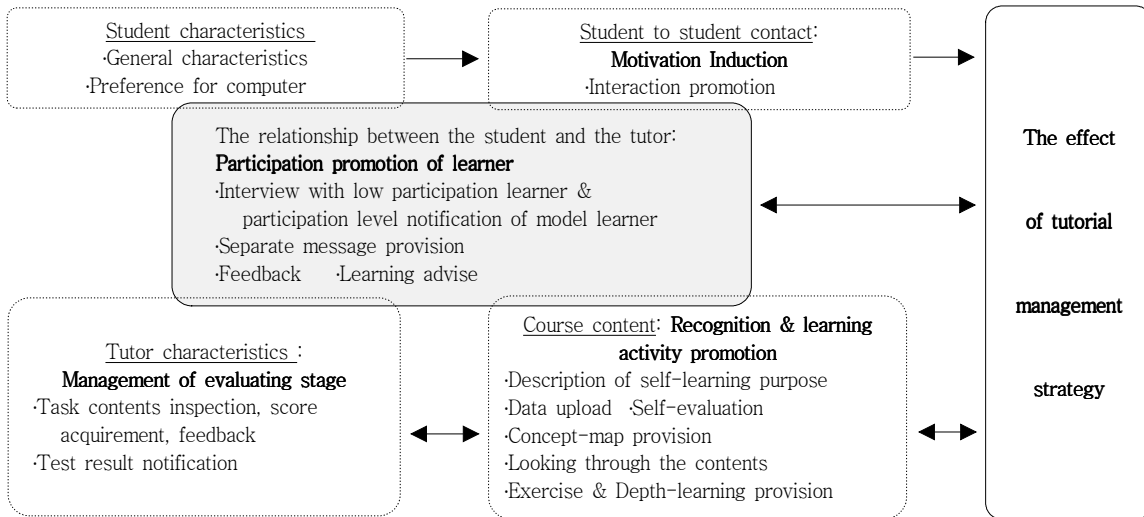 Student characteristics
·General characteristics
·Preference for computer
Student to student contact:
Motivation Induction
·Interaction promotion
The relationship between the student and the tutor:
Participation promotion of learner
·Interview with low participation learner &
participation level notification of model learner
·Separate message provision
·Feedback ·Learning advise
Tutor characteristics :
Management of evaluating stage
·Task contents inspection, score
acquirement, feedback
·Test result notification
Course content: Recognition & learning
activity promotion
·Description of self-learning purpose
·Data upload ·Self-evaluation
·Concept-map provision
·Looking through the contents
·Exercise & Depth-learning provision
The effect
of tutorial
management
strategy